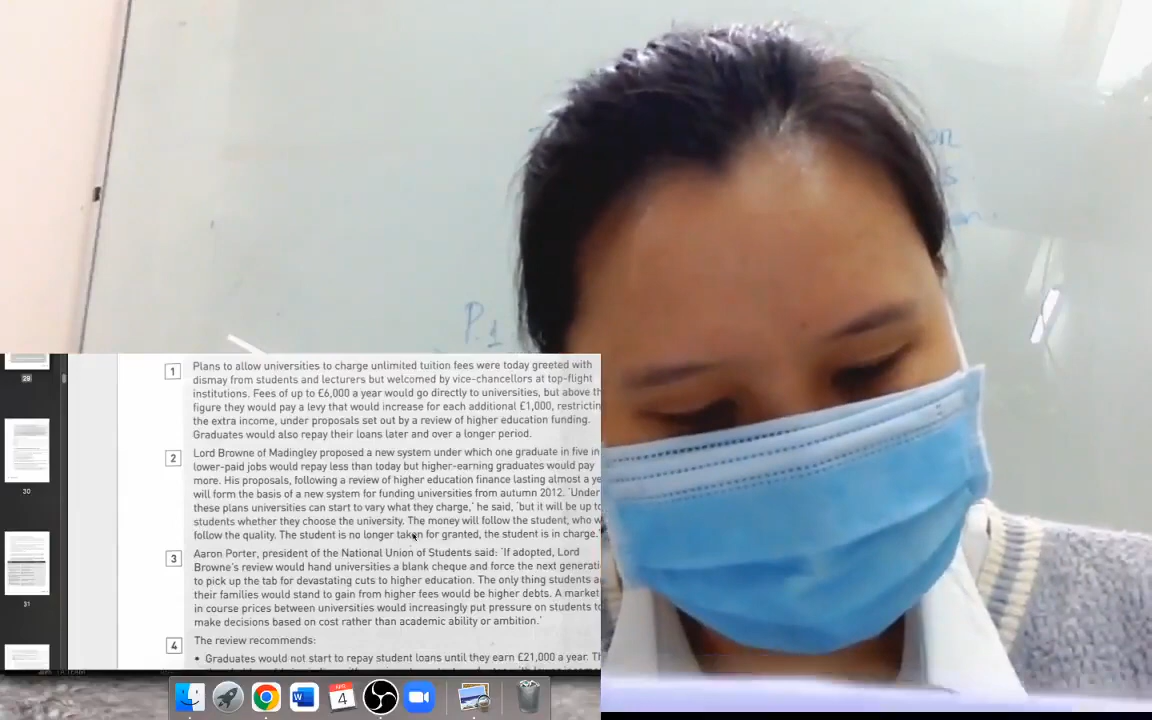 on
s.
P.1
28
1
Plans to allow universities to charge unlimited tuition fees were today greeted with
dismay from students and lecturers but welcomed by vice-chancellors at top-flight
institutions. Fees of up to £6,000 a year would go directly to universities, but above th
figure they would pay a levy that would increase for each additional £1,000, restrictin
the extra income, under proposals set out by a review of higher education funding.
Graduates would also repay their loans later and over a longer period.
2
Lord Browne of Madingley proposed a new system under which one graduate in five in
lower-paid jobs would repay less than today but higher-earning graduates would pay
more. His proposals, following a review of higher education finance lasting almost a ye
will form the basis of a new system for funding universities from autumn 2012. 'Under
these plans universities can start to vary what they charge,' he said, 'but it will be up to
students whether they choose the university. The money will follow the student, who w
follow the quality. The student is no longer taken for granted, the student is in charge.'
30
3
Aaron Porter, president of the National Union of Students said: 'If adopted, Lord
Browne's review would hand universities a blank cheque and force the next generati
to pick up the tab for devastating cuts to higher education. The only thing students a
their families would stand to gain from higher fees would be higher debts. A market
in course prices between universities would increasingly put pressure on students to
make decisions based on cost rather than academic ability or ambition.'
31
4
The review recommends:
• Graduates would not start to repay student loans until they earn £21,000 a year. Th
APR
4
W